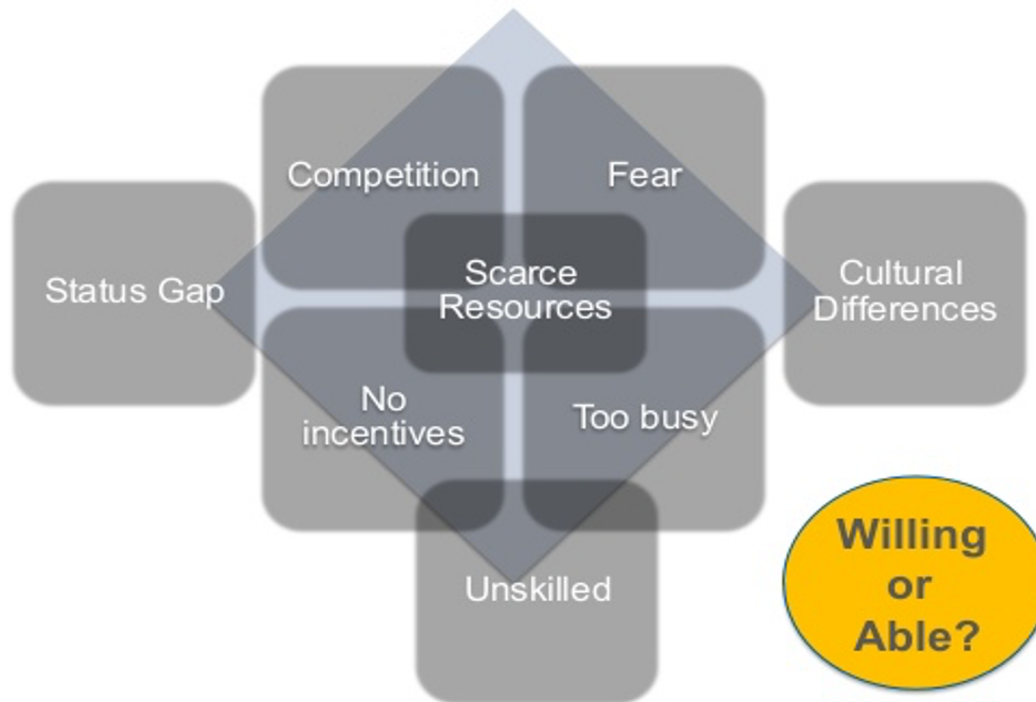 Competition
Fear
Status Gap
Scarce
Resources
Cultural
Differences
No
incentives
Too busy
Unskilled
Willing
or
Able?